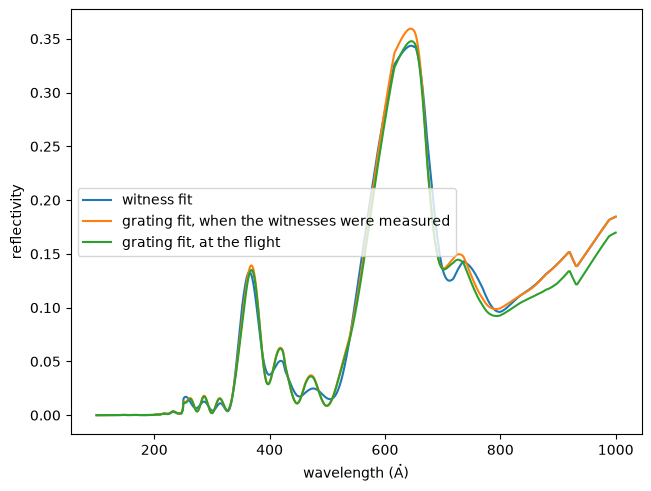 0.35
0.30
0.25
0.20
0.15
0.10
0.05
0.00
reflectivity
witness fit
grating fit, when the witnesses were measured
grating fit, at the flight
200
400
600
800
1000
wavelength (Å)